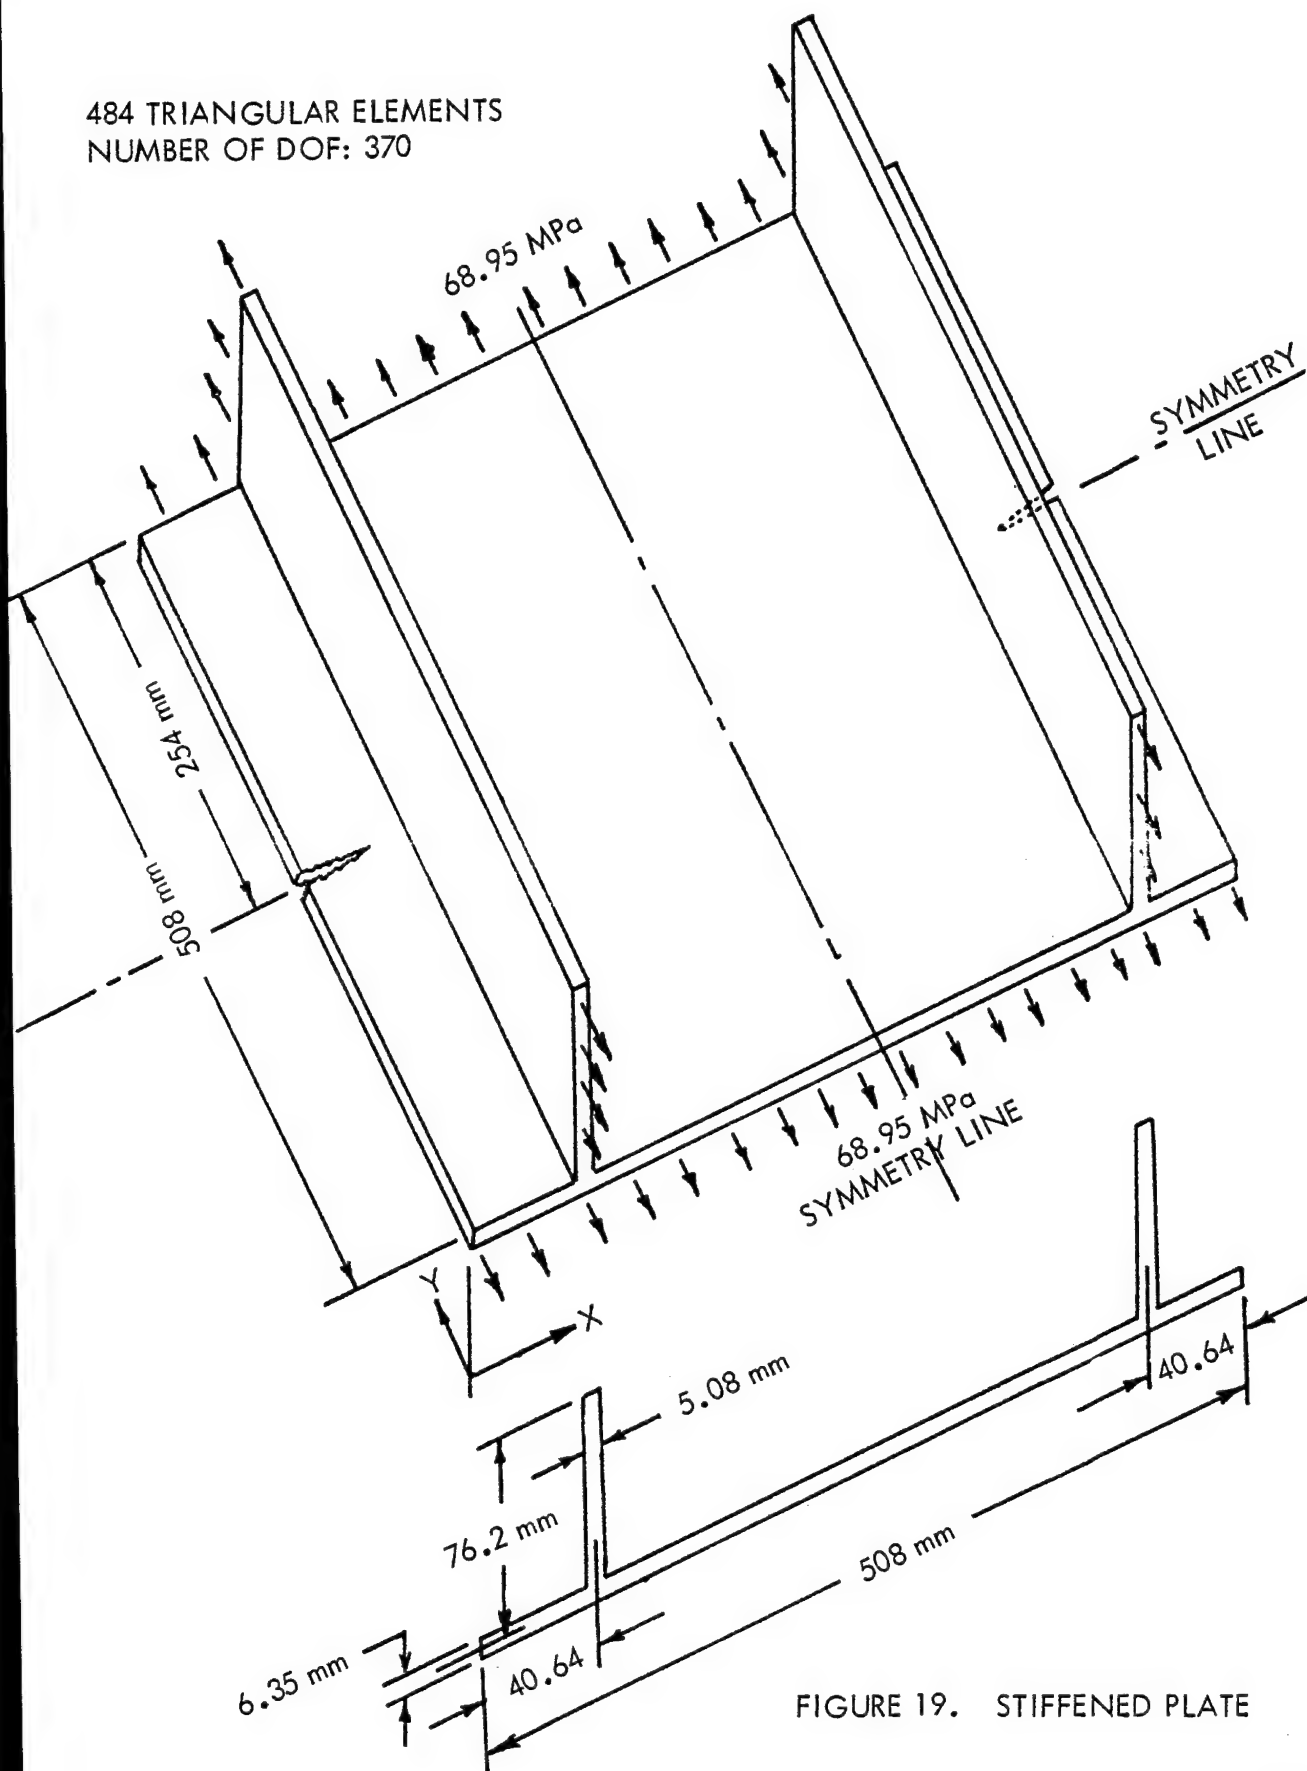 484 TRIANGULAR ELEMENTS
NUMBER OF DOF: 370
68.95 MPa
SYMMETRY
LINE
254 mm
508 mm
68.95 MPa
SYMMETRY LINE
Y
X
5.08 mm
40.64
76.2 mm
508 mm
6.35 mm
40.64
FIGURE 19. STIFFENED PLATE